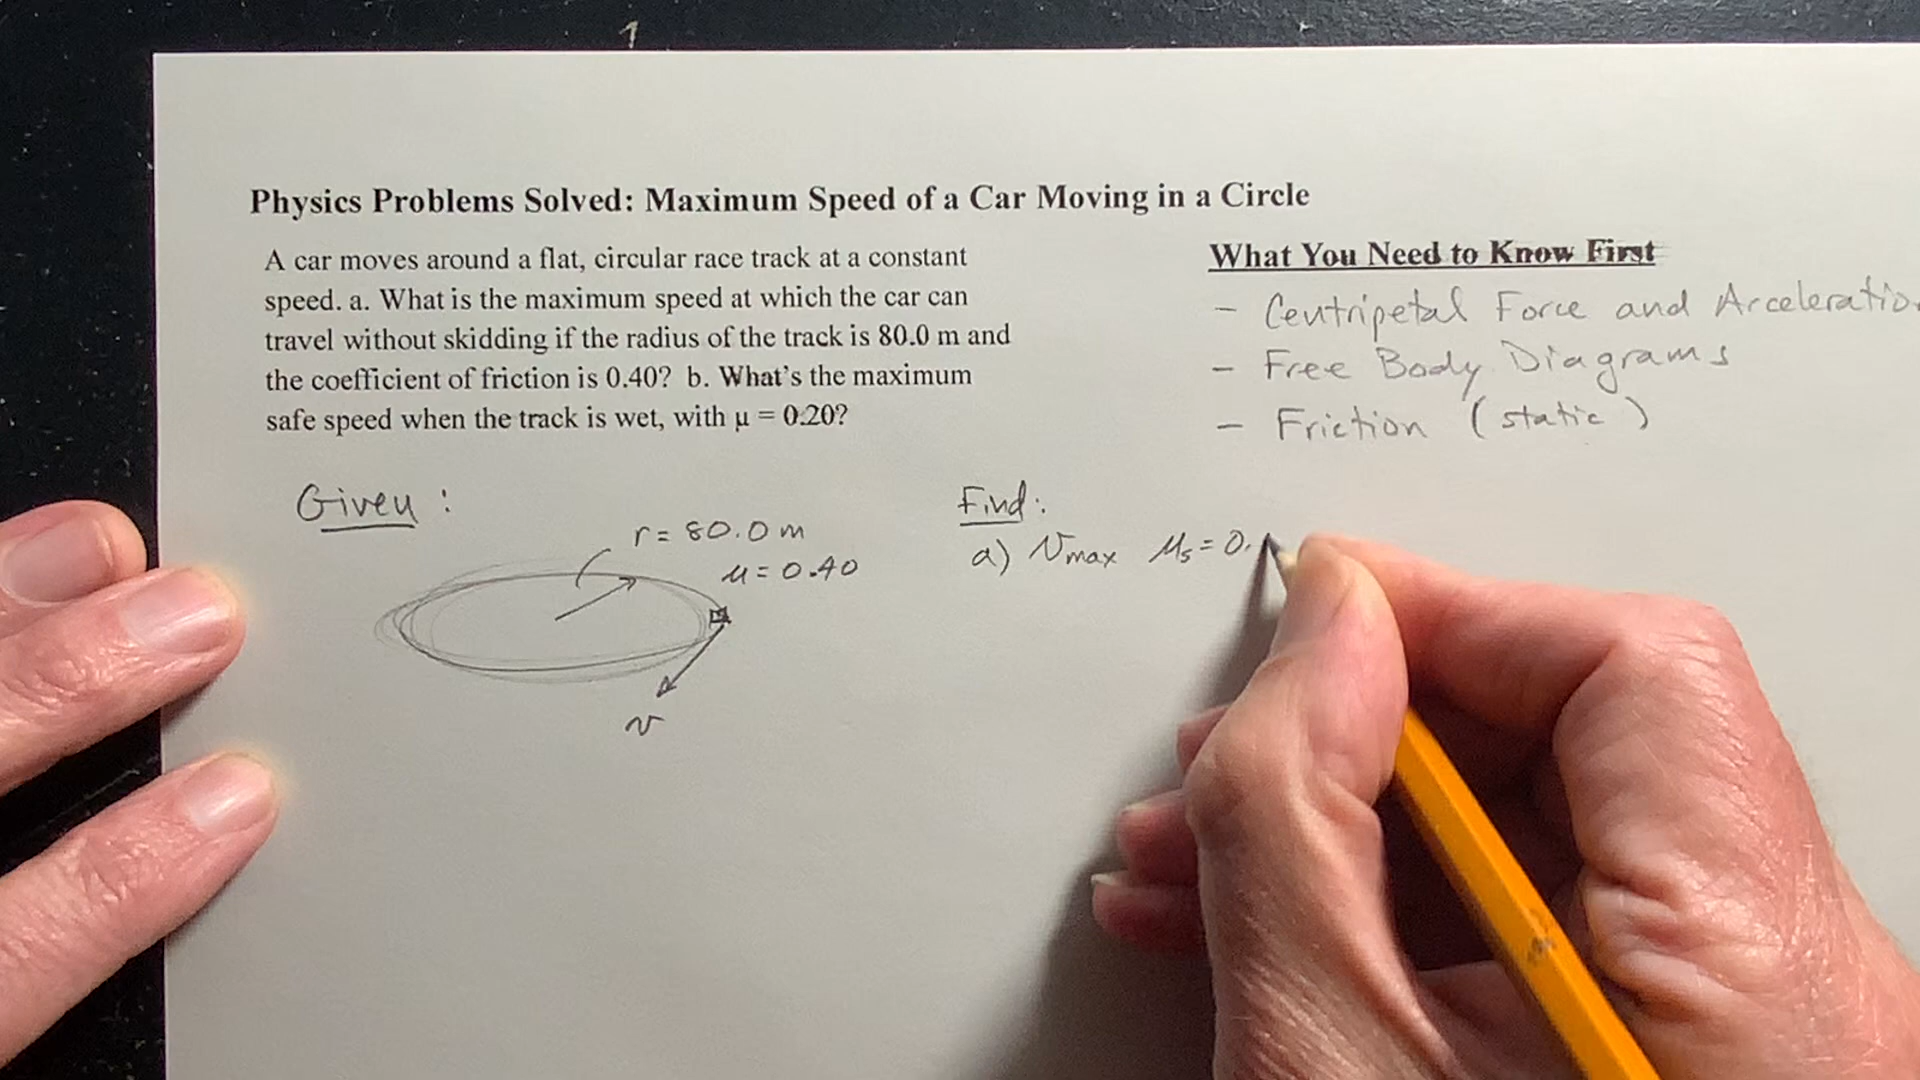 Physics Problems Solved: Maximum Speed of a Car Moving in a Circle
A car moves around a flat, circular race track at a constant
speed. a. What is the maximum speed at which the car can
travel without skidding if the radius of the track is 80.0 m and
the coefficient of friction is 0.40? b. What's the maximum
safe speed when the track is wet, with μ = 0.20?
What You Need to Know First
- Centripetal Force and Acceleratio
- Free Body Diagrams
- Friction (static)
Given:
r = 80.0 m
μ = 0.40
v
Find:
a) vmax μs = 0.